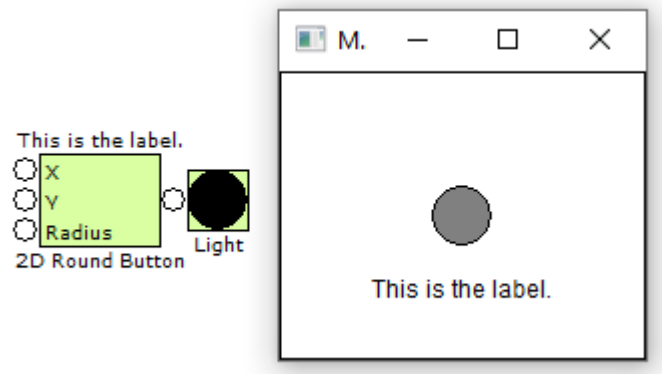 This is the label.
X
Y
Radius
2D Round Button
Light
M.
This is the label.